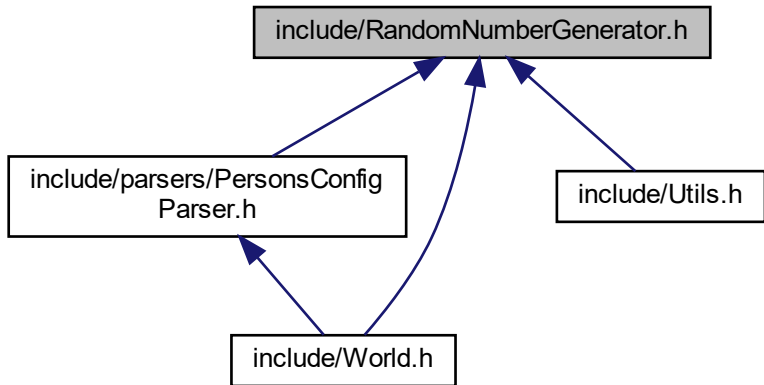 include/RandomNumberGenerator.h
include/parsers/PersonsConfig
Parser.h
include/Utils.h
include/World.h